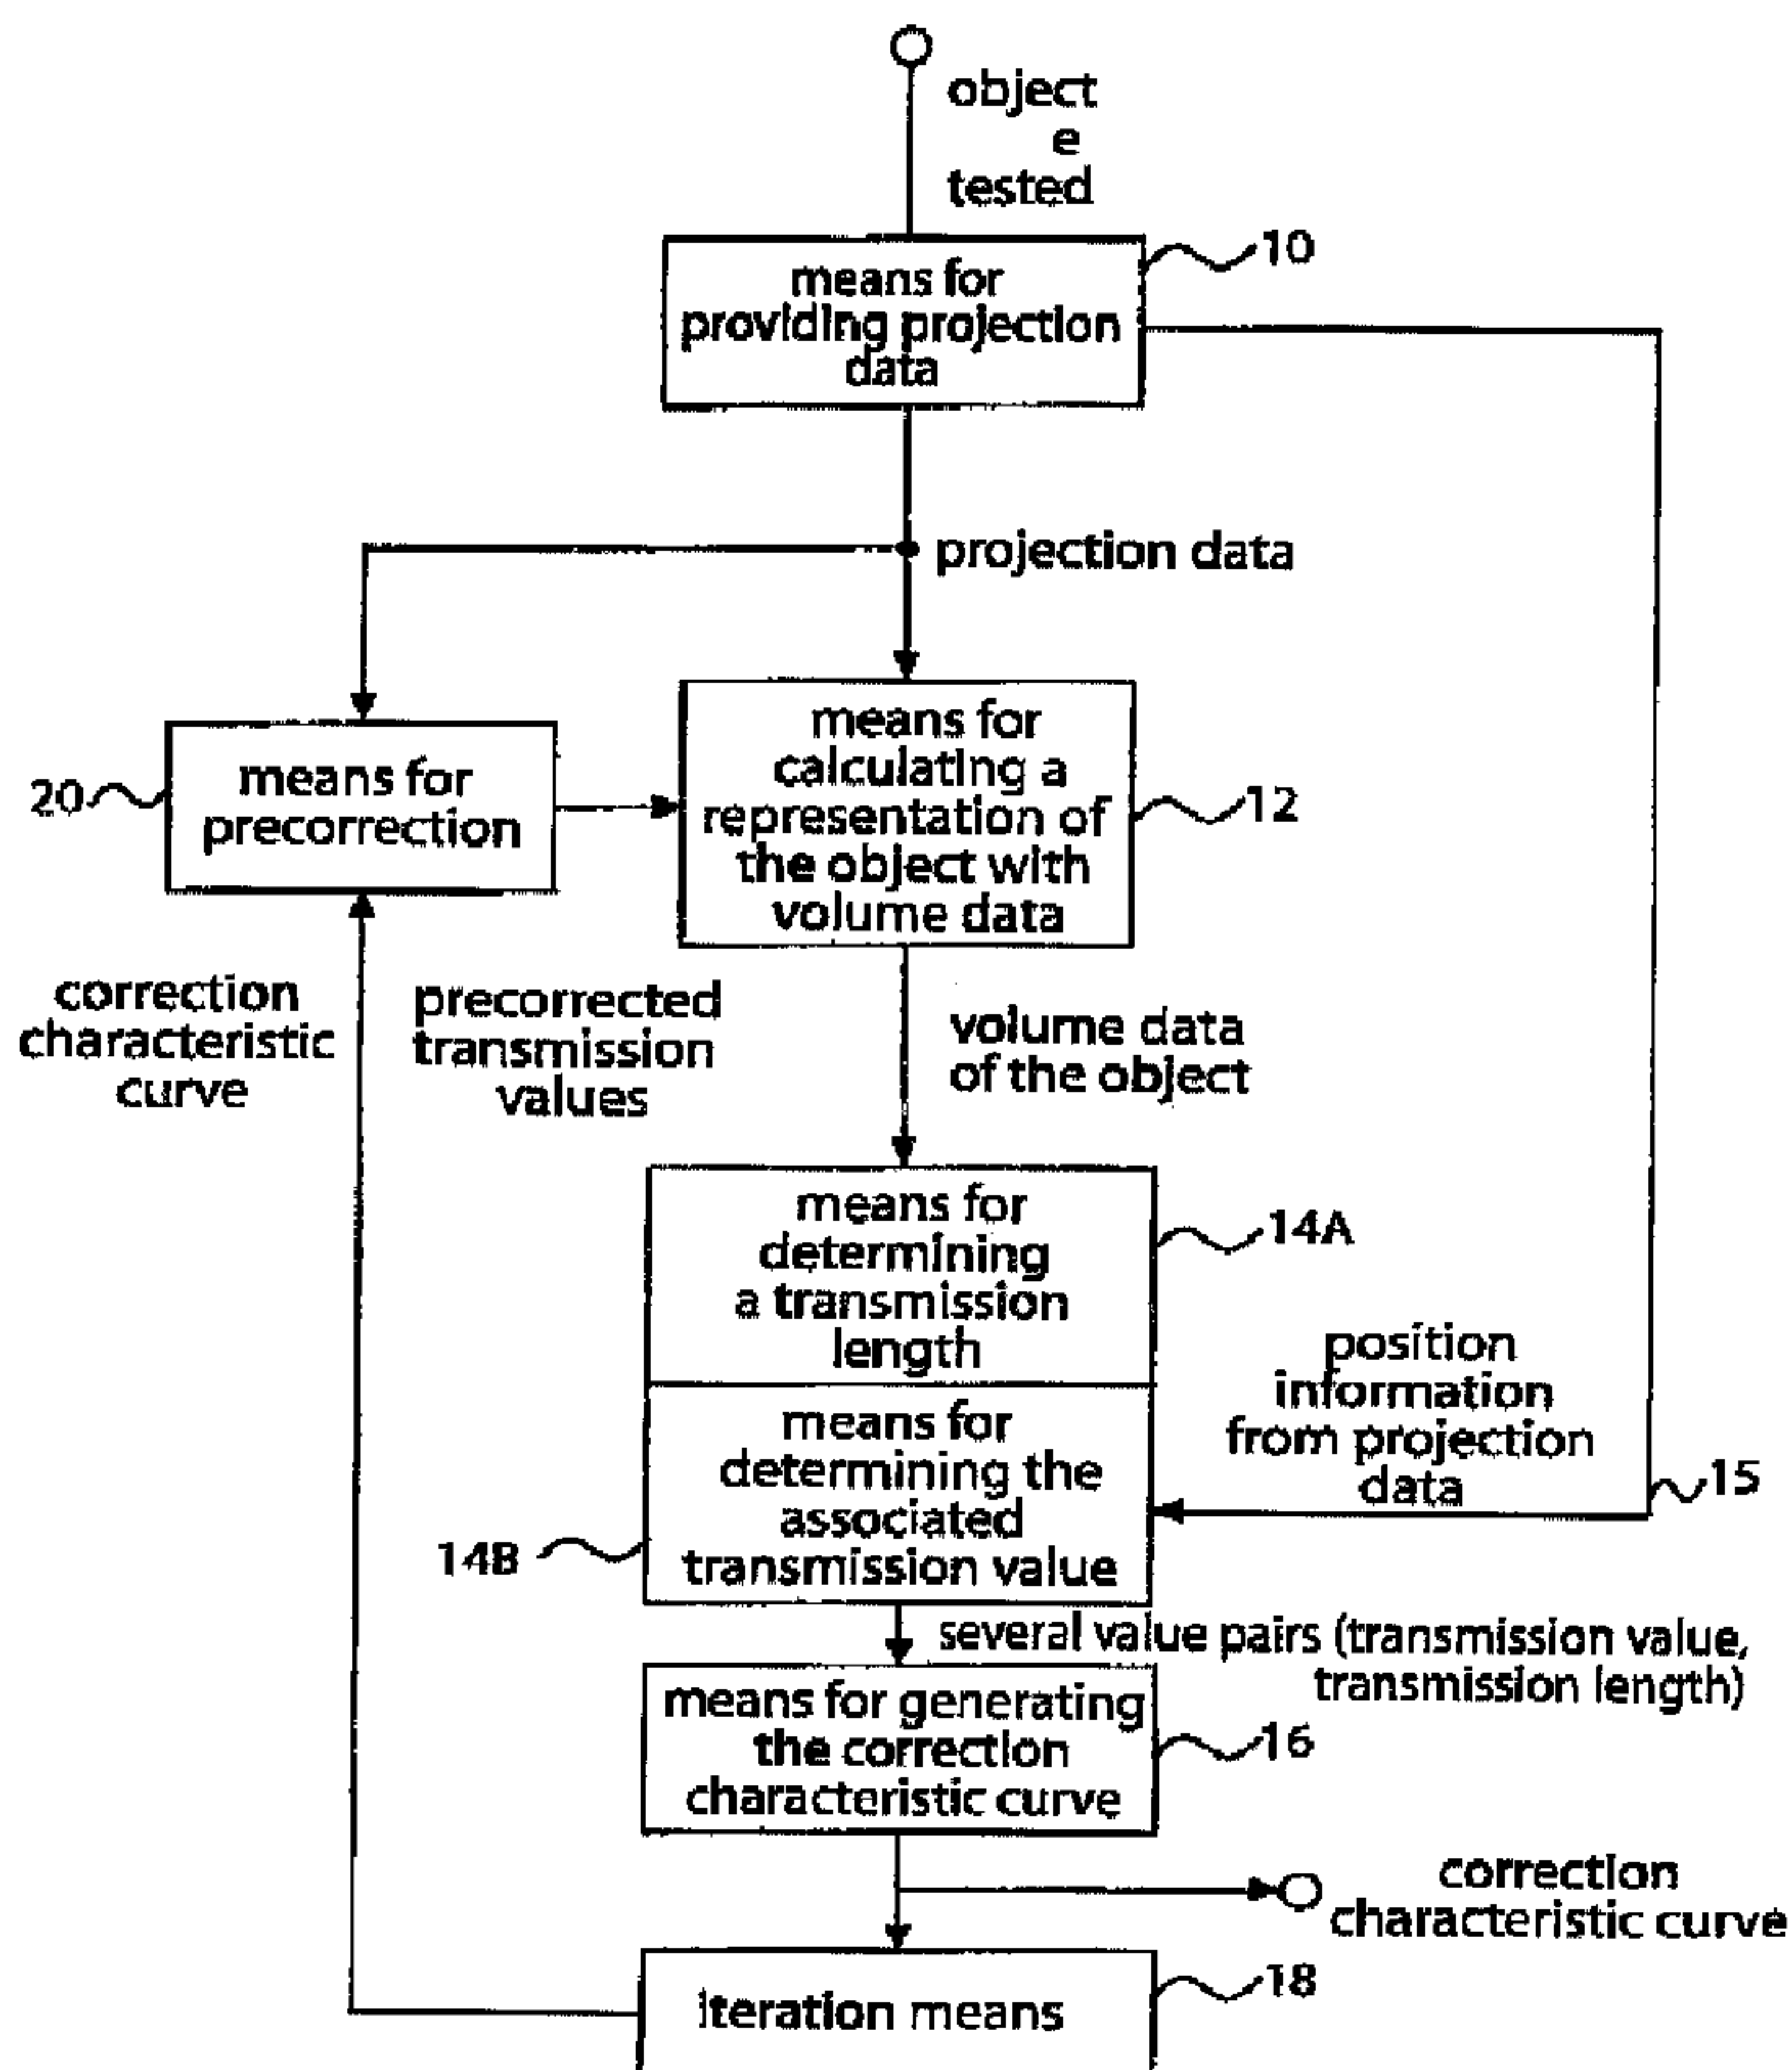 object
e
tested
10
means for
providing projection
data
projection data
means for
calculating a
representation of
the object with
volume data
12
20
means for
precorrection
correction
characteristic
curve
precorrected
transmission
values
volume data
of the object
means for
determining
a transmission
length
14A
position
information
from projection
data
15
means for
determining the
associated
transmission value
14B
several value pairs (transmission value,
transmission length)
means for generating
the correction
characteristic curve
16
correction
characteristic curve
iteration means
18